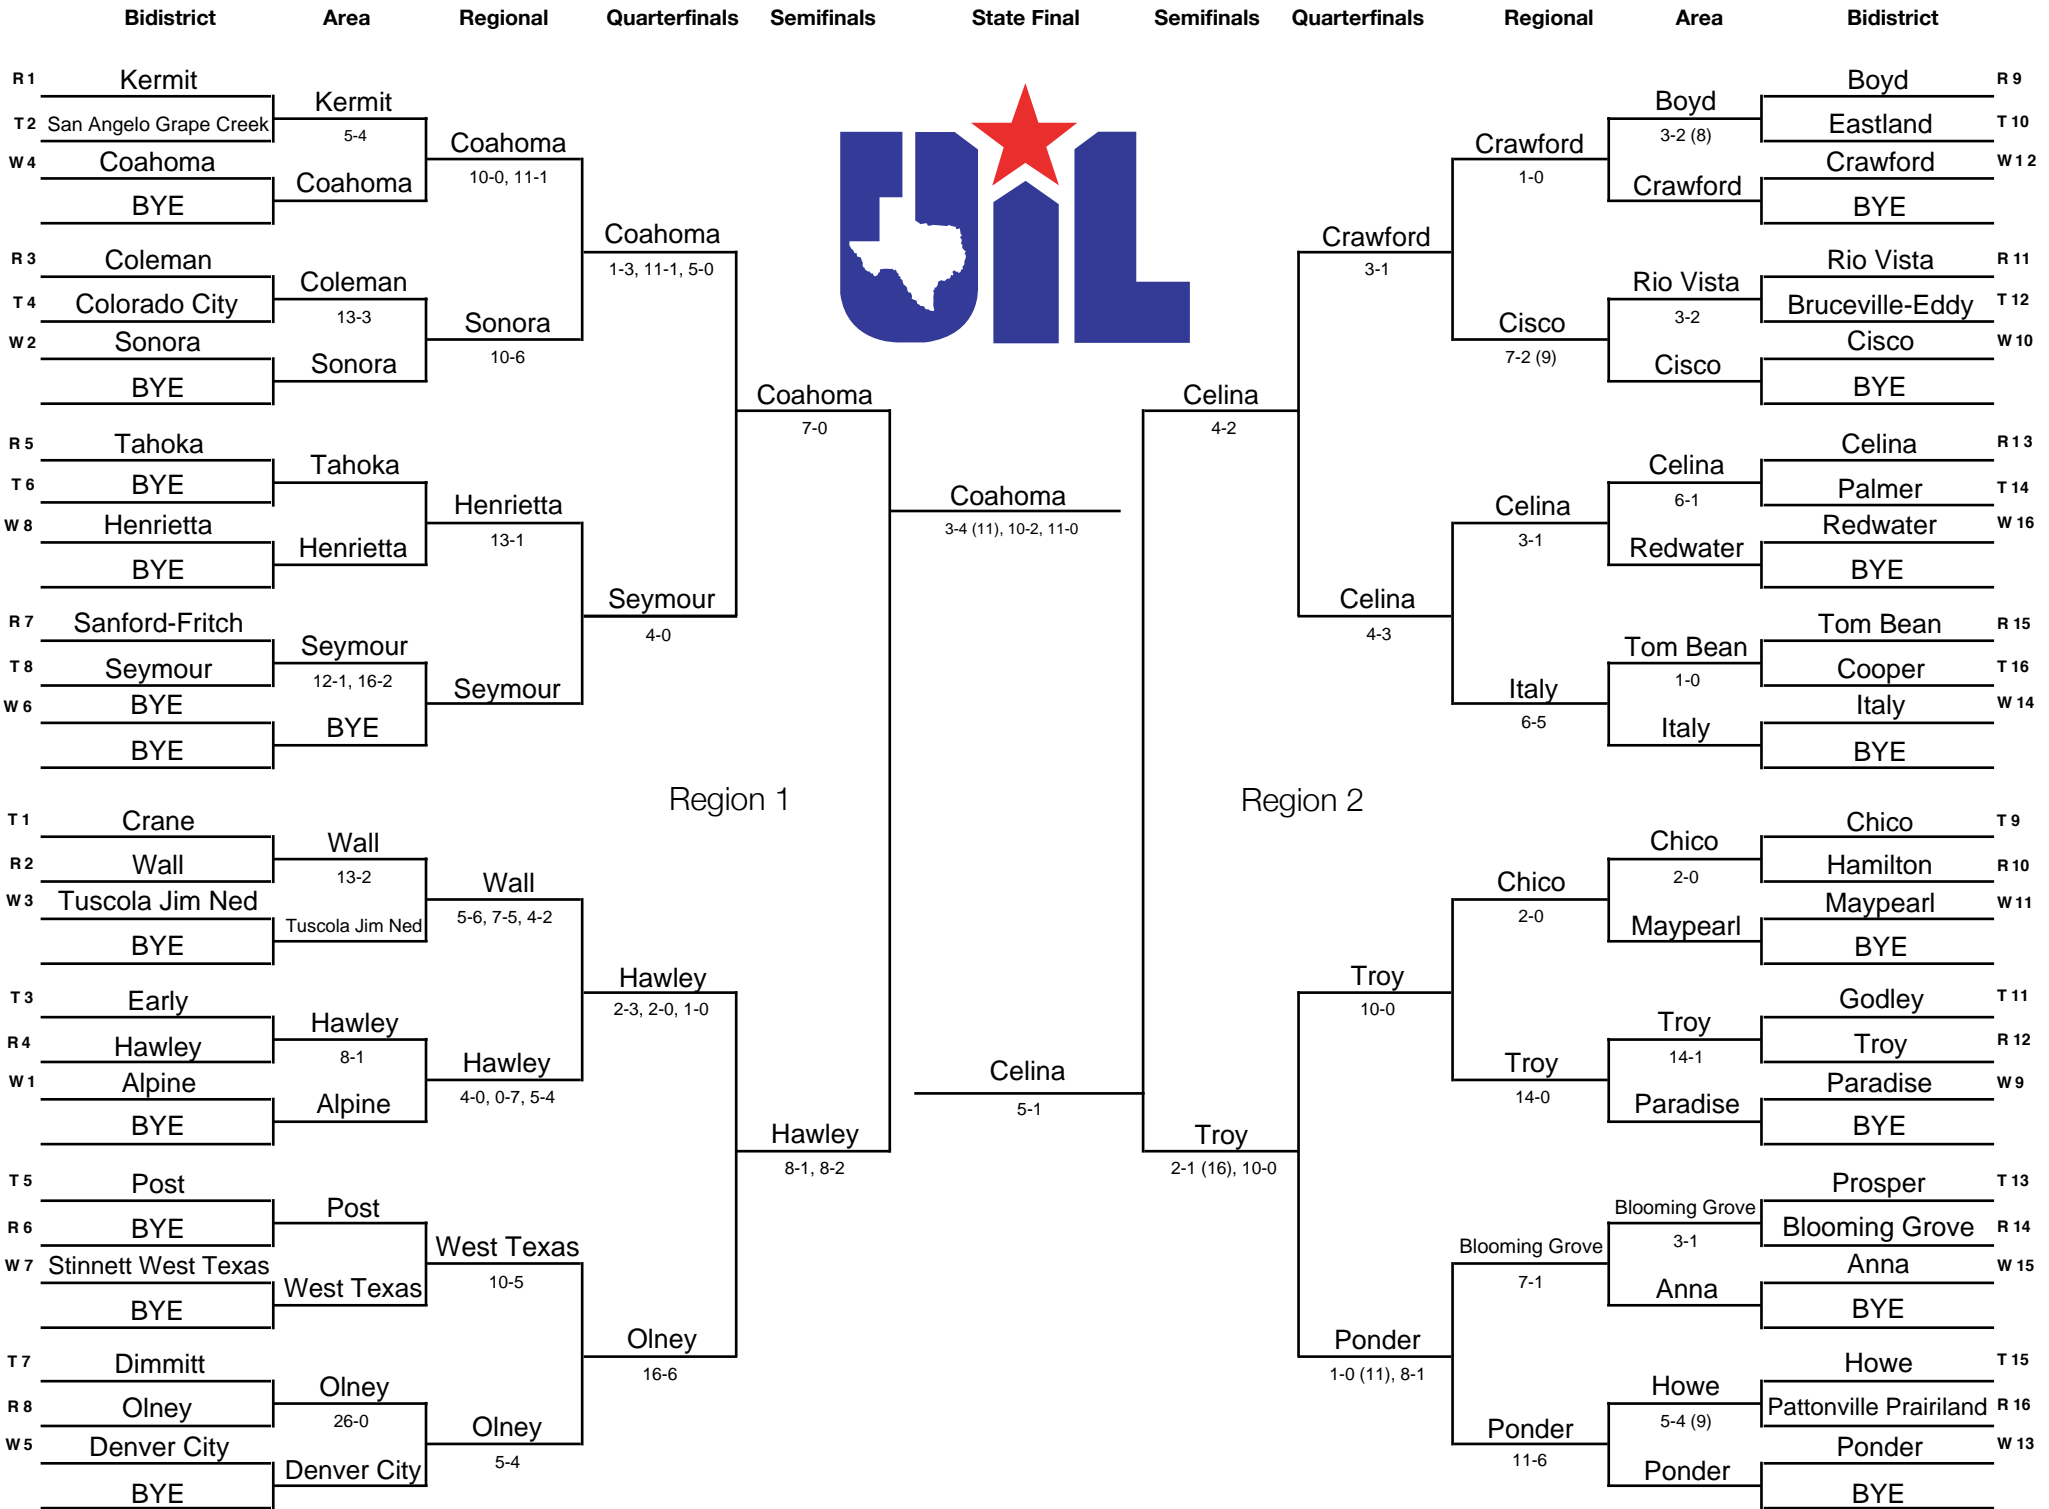 Bidistrict Area Regional Quarterfinals Semifinals State Final Semifinals Quarterfinals Regional Area Bidistrict
R 1 Kermit
T 2 San Angelo Grape Creek
W 4 Coahoma
BYE
R 3 Coleman
T 4 Colorado City
W 2 Sonora
BYE
R 5 Tahoka
T 6 BYE
W 8 Henrietta
BYE
R 7 Sanford-Fritch
T 8 Seymour
W 6 BYE
BYE
T 1 Crane
R 2 Wall
W 3 Tuscola Jim Ned
BYE
T 3 Early
R 4 Hawley
W 1 Alpine
BYE
T 5 Post
R 6 BYE
W 7 Stinnett West Texas
BYE
T 7 Dimmitt
R 8 Olney
W 5 Denver City
BYE
Kermit
5-4
Coahoma
Coleman
13-3
Sonora
Tahoka
Henrietta
Seymour
12-1, 16-2
BYE
Wall
13-2
Tuscola Jim Ned
Hawley
8-1
Alpine
Post
West Texas
Olney
26-0
Denver City
Coahoma
10-0, 11-1
Sonora
10-6
Henrietta
13-1
Seymour
Wall
5-6, 7-5, 4-2
Hawley
4-0, 0-7, 5-4
West Texas
10-5
Olney
5-4
Coahoma
1-3, 11-1, 5-0
Seymour
4-0
Region 1
Hawley
2-3, 2-0, 1-0
Olney
16-6
Coahoma
7-0
Hawley
8-1, 8-2
UIL
Coahoma
3-4 (11), 10-2, 11-0
Celina
5-1
Celina
4-2
Troy
2-1 (16), 10-0
Crawford
3-1
Celina
4-3
Region 2
Troy
10-0
Ponder
1-0 (11), 8-1
Crawford
1-0
Cisco
7-2 (9)
Celina
3-1
Italy
6-5
Chico
2-0
Troy
14-0
Blooming Grove
7-1
Ponder
11-6
Boyd
3-2 (8)
Crawford
Rio Vista
3-2
Cisco
Celina
6-1
Redwater
Tom Bean
1-0
Italy
Chico
2-0
Maypearl
Troy
14-1
Paradise
Blooming Grove
3-1
Anna
Howe
5-4 (9)
Ponder
Boyd R 9
Eastland T 10
Crawford W 1 2
BYE
Rio Vista R 11
Bruceville-Eddy T 12
Cisco W 10
BYE
Celina R 1 3
Palmer T 14
Redwater W 16
BYE
Tom Bean R 15
Cooper T 16
Italy W 14
BYE
Chico T 9
Hamilton R 10
Maypearl W 11
BYE
Godley T 11
Troy R 12
Paradise W 9
BYE
Prosper T 13
Blooming Grove R 14
Anna W 15
BYE
Howe T 15
Pattonville Prairiland R 16
Ponder W 13
BYE